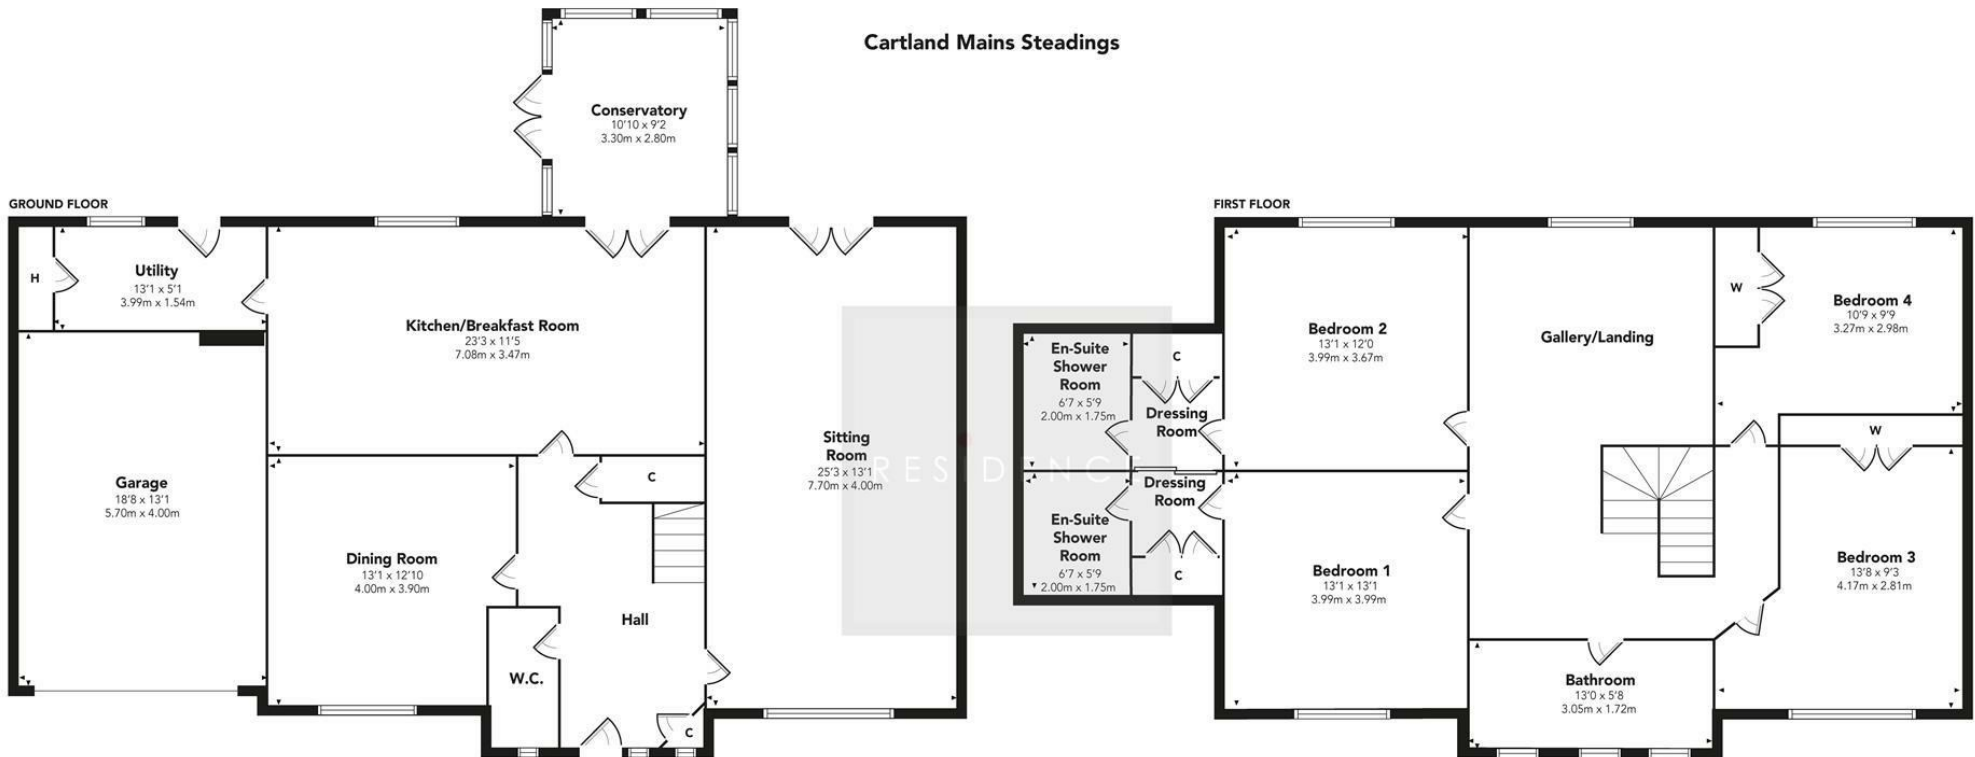 Cartland Mains Steadings
GROUND FLOOR
Conservatory
10'10 x 9'2
3.30m x 2.80m
H
Utility
13'1 x 5'1
3.99m x 1.54m
Kitchen/Breakfast Room
23'3 x 11'5
7.08m x 3.47m
Garage
18'8 x 13'1
5.70m x 4.00m
Dining Room
13'1 x 12'10
4.00m x 3.90m
C
Hall
W.C.
C
Sitting
Room
25'3 x 13'1
7.70m x 4.00m
RESIDENCE
FIRST FLOOR
En-Suite
Shower
Room
6'7 x 5'9
2.00m x 1.75m
C
Dressing
Room
Bedroom 2
13'1 x 12'0
3.99m x 3.67m
Gallery/Landing
W
Bedroom 4
10'9 x 9'9
3.27m x 2.98m
En-Suite
Shower
Room
6'7 x 5'9
2.00m x 1.75m
Dressing
Room
C
Bedroom 1
13'1 x 13'1
3.99m x 3.99m
W
Bedroom 3
13'8 x 9'3
4.17m x 2.81m
Bathroom
13'0 x 5'8
3.05m x 1.72m